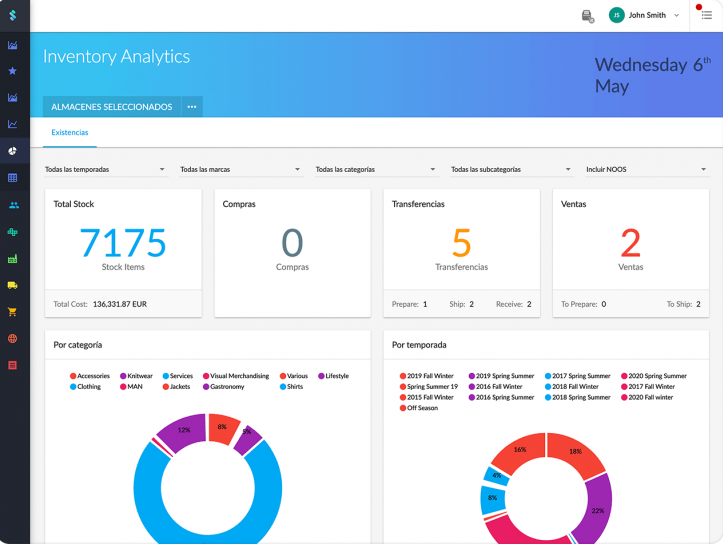 JS John Smith
Inventory Analytics
Wednesday 6th
May
ALMACENES SELECCIONADOS ...
Existencias
Todas las temporadas Todas las marcas Todas las categorías Todas las subcategorías Incluir NOOS
Total Stock
7175
Stock Items
Total Cost: 136,331.87 EUR
Compras
0
Compras
Transferencias
5
Transferencias
Prepare: 1 Ship: 2 Receive: 2
Ventas
2
Ventas
To Prepare: 0 To Ship: 2
Por categoría
Accessories Knitwear Services Visual Merchandising Various Lifestyle
Clothing MAN Jackets Gastronomy Shirts
12% 8% 5%
Por temporada
2019 Fall Winter 2019 Spring Summer 2017 Spring Summer 2020 Spring Summer
Spring Summer 19 2016 Fall Winter 2018 Fall Winter 2017 Fall Winter
2015 Fall Winter 2016 Spring Summer 2018 Spring Summer 2020 Fall winter
Off Season
16% 18%
4%
8% 22%